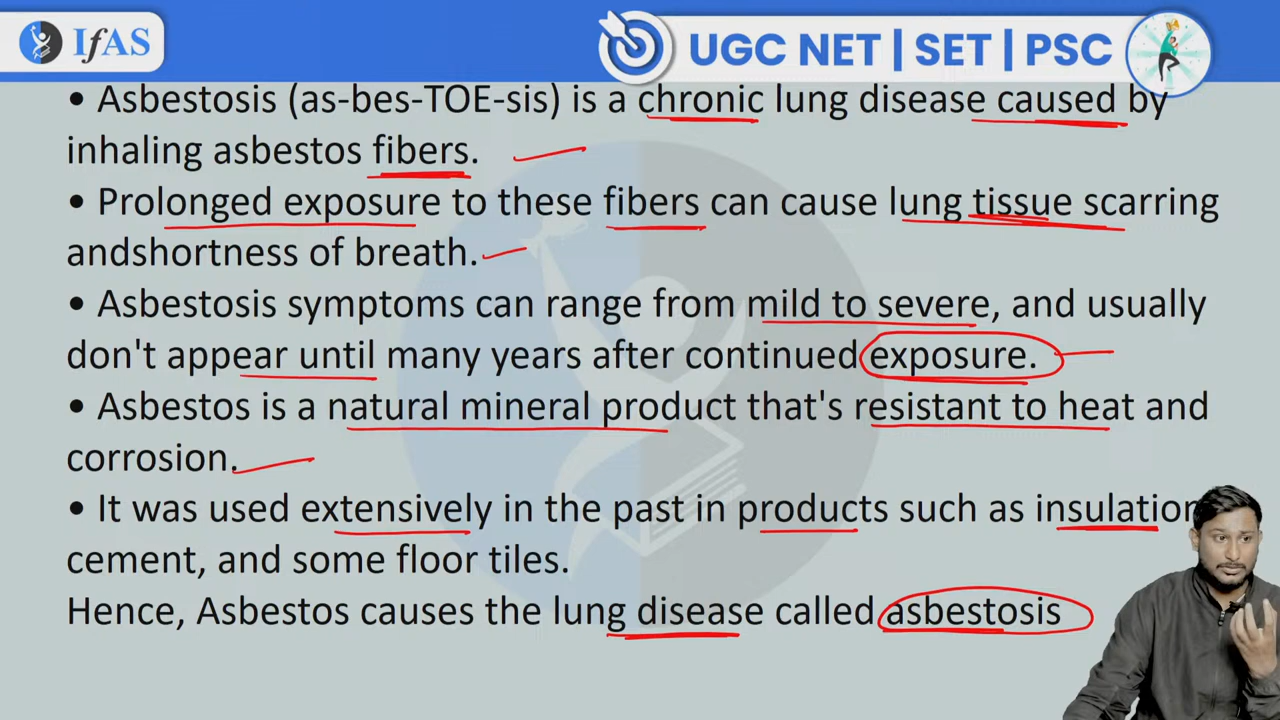 IfAS
UGC NET | SET | PSC
• Asbestosis (as-bes-TOE-sis) is a chronic lung disease caused by
inhaling asbestos fibers.
• Prolonged exposure to these fibers can cause lung tissue scarring
andshortness of breath.
• Asbestosis symptoms can range from mild to severe, and usually
don't appear until many years after continued exposure.
• Asbestos is a natural mineral product that's resistant to heat and
corrosion.
• It was used extensively in the past in products such as insulation
cement, and some floor tiles.
Hence, Asbestos causes the lung disease called asbestosis